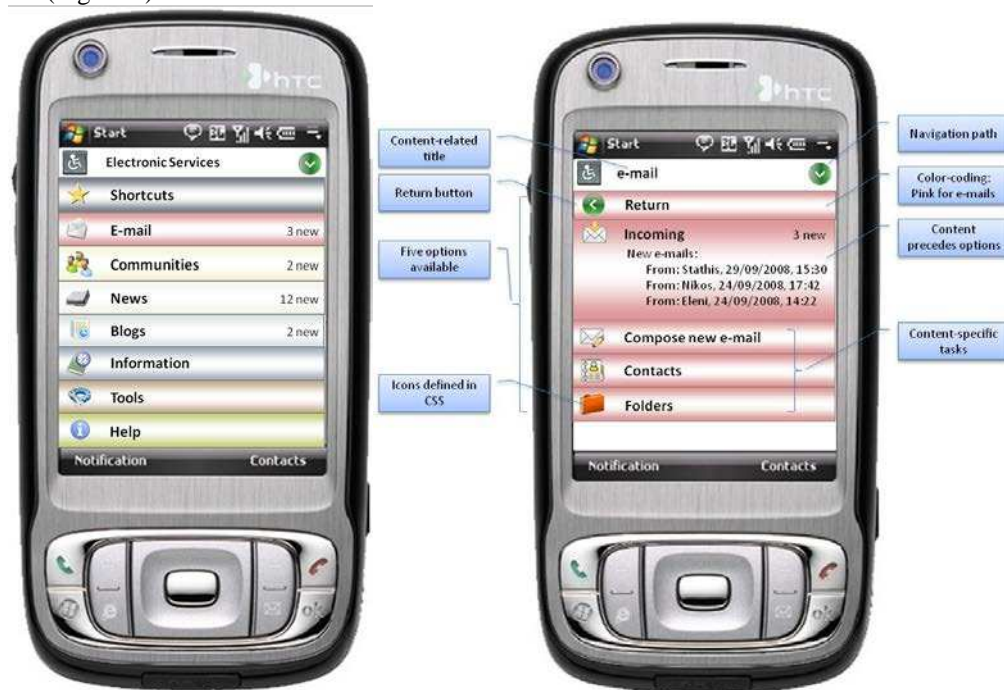 hTC
Start
Electronic Services
Shortcuts
E-mail 3 new
Communities 2 new
News 12 new
Blogs 2 new
Information
Tools
Help
Notification Contacts
ok
Content-related
title
Return button
Five options
available
Icons defined in
CSS
hTC
Start
e-mail
Return
Incoming 3 new
New e-mails:
From: Stathis, 29/09/2008, 15:30
From: Nikos, 24/09/2008, 17:42
From: Eleni, 24/09/2008, 14:22
Compose new e-mail
Contacts
Folders
Notification Contacts
ok
Navigation path
Color-coding:
Pink for e-mails
Content
precedes options
Content-specific
tasks